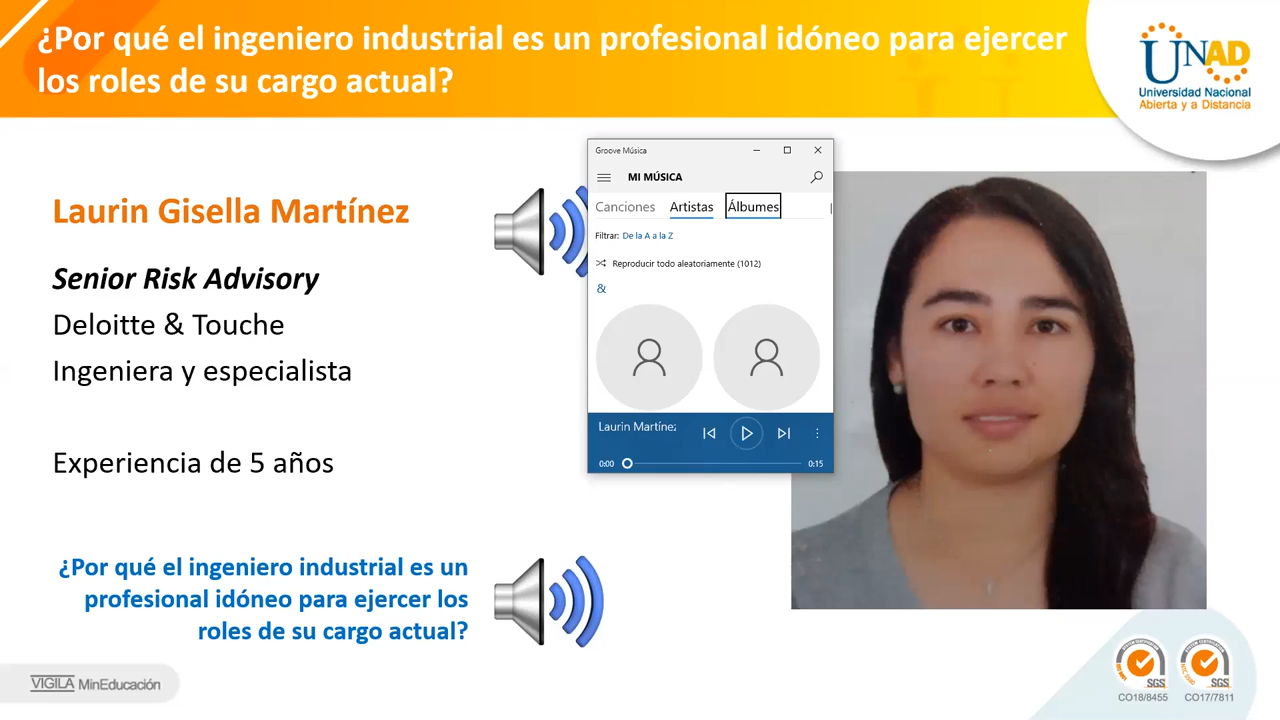 ¿Por qué el ingeniero industrial es un profesional idóneo para ejercer
los roles de su cargo actual?
UNAD
Universidad Nacional
Abierta y a Distancia
Laurin Gisella Martínez
Senior Risk Advisory
Deloitte & Touche
Ingeniera y especialista
Experiencia de 5 años
Groove Música
MI MÚSICA
Canciones Artistas Álbumes
Filtrar: De la A a la Z
Reproducir todo aleatoriamente (1012)
&
Laurin Martínez
0:00 0:15
¿Por qué el ingeniero industrial es un
profesional idóneo para ejercer los
roles de su cargo actual?
VIGILA MinEducación
SGS SGS
CO18/8455 CO17/7811